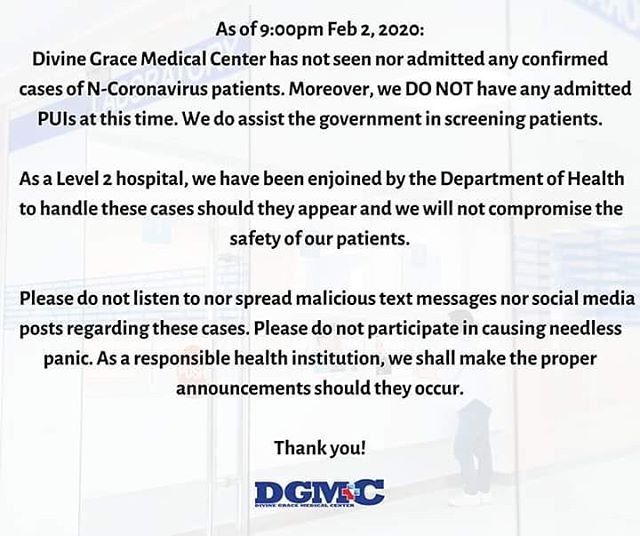 As of 9:00pm Feb 2, 2020:
Divine Grace Medical Center has not seen nor admitted any confirmed
cases of N-Coronavirus patients. Moreover, we DO NOT have any admitted
PUIs at this time. We do assist the government in screening patients.
As a Level 2 hospital, we have been enjoined by the Department of Health
to handle these cases should they appear and we will not compromise the
safety of our patients.
Please do not listen to nor spread malicious text messages nor social media
posts regarding these cases. Please do not participate in causing needless
panic. As a responsible health institution, we shall make the proper
announcements should they occur.
Thank you!
DGMC
DIVINE GRACE MEDICAL CENTER
LABORATORY